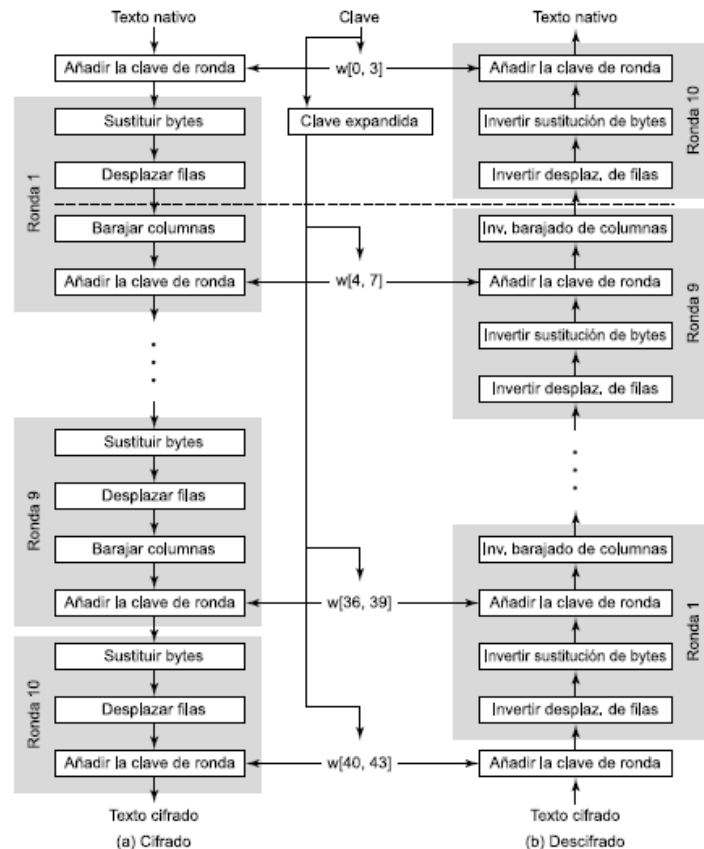 Texto nativo
Añadir la clave de ronda
Ronda 1
Sustituir bytes
Desplazar filas
Barajar columnas
Añadir la clave de ronda
Ronda 9
Sustituir bytes
Desplazar filas
Barajar columnas
Añadir la clave de ronda
Ronda 10
Sustituir bytes
Desplazar filas
Añadir la clave de ronda
Texto cifrado
(a) Cifrado
Clave
w[0, 3]
Clave expandida
w[4, 7]
w[36, 39]
w[40, 43]
Texto nativo
Añadir la clave de ronda
Invertir sustitución de bytes
Invertir desplaz. de filas
Ronda 10
Inv. barajado de columnas
Añadir la clave de ronda
Invertir sustitución de bytes
Invertir desplaz. de filas
Ronda 9
Inv. barajado de columnas
Añadir la clave de ronda
Invertir sustitución de bytes
Invertir desplaz. de filas
Ronda 1
Añadir la clave de ronda
Texto cifrado
(b) Descifrado